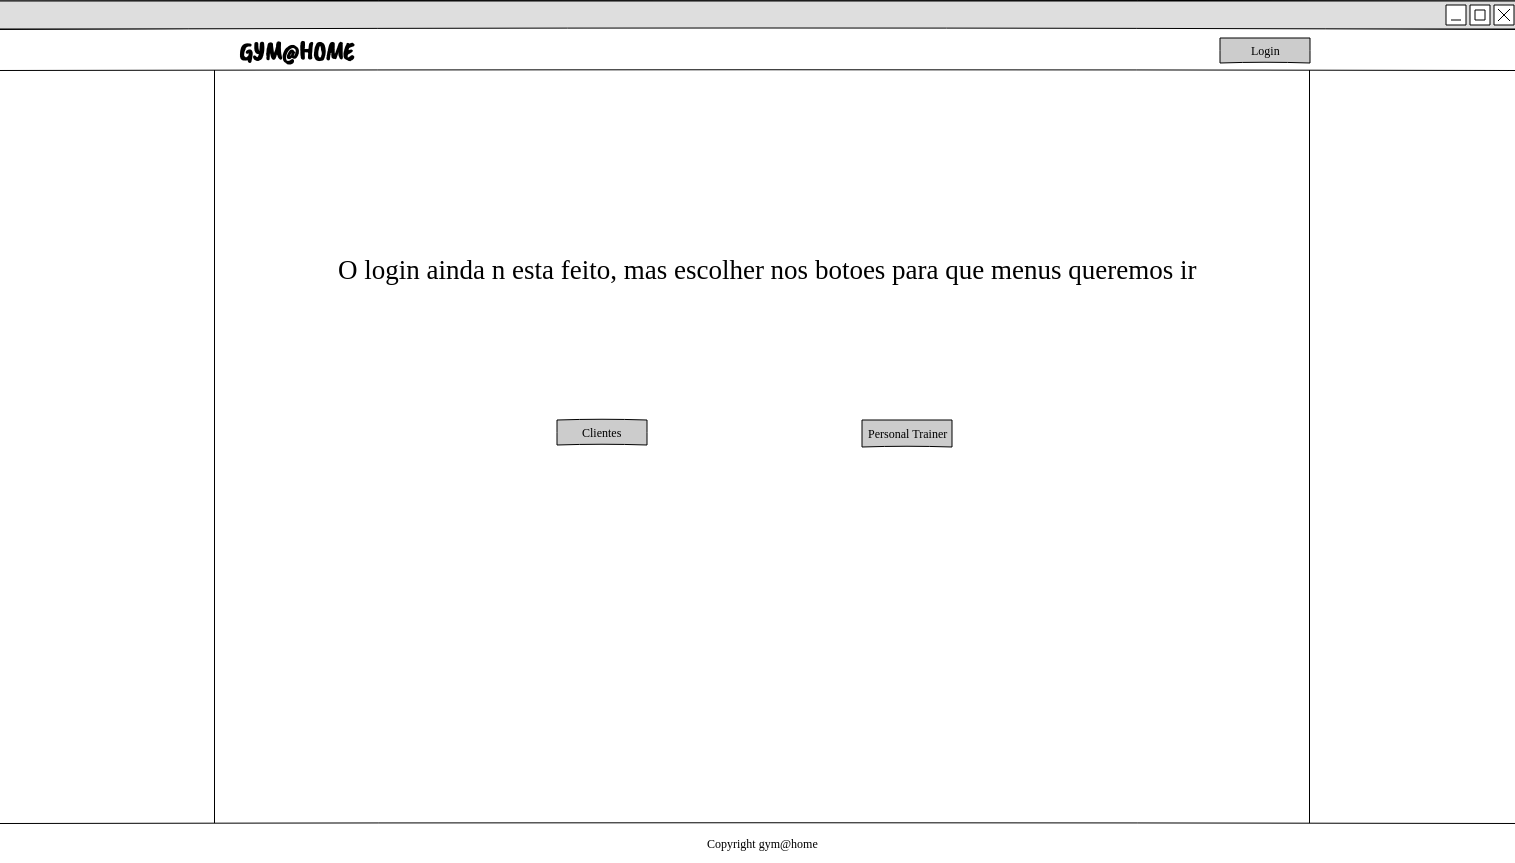 GYM@HOME
Login
O login ainda n esta feito, mas escolher nos botoes para que menus queremos ir
Clientes
Personal Trainer
Copyright gym@home